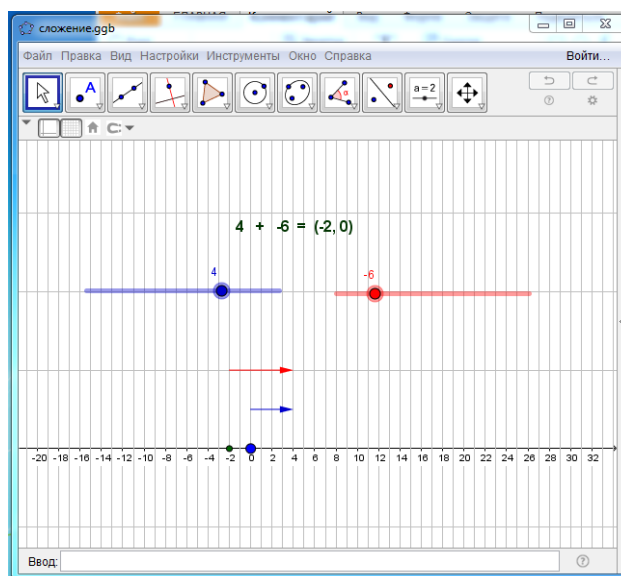 сложение.ggb
Файл Правка Вид Настройки Инструменты Окно Справка Войти...
A α a=2
4 + -6 = (-2, 0)
4 -6
-20 -18 -16 -14 -12 -10 -8 -6 -4 -2 0 2 4 6 8 10 12 14 16 18 20 22 24 26 28 30 32
Ввод: